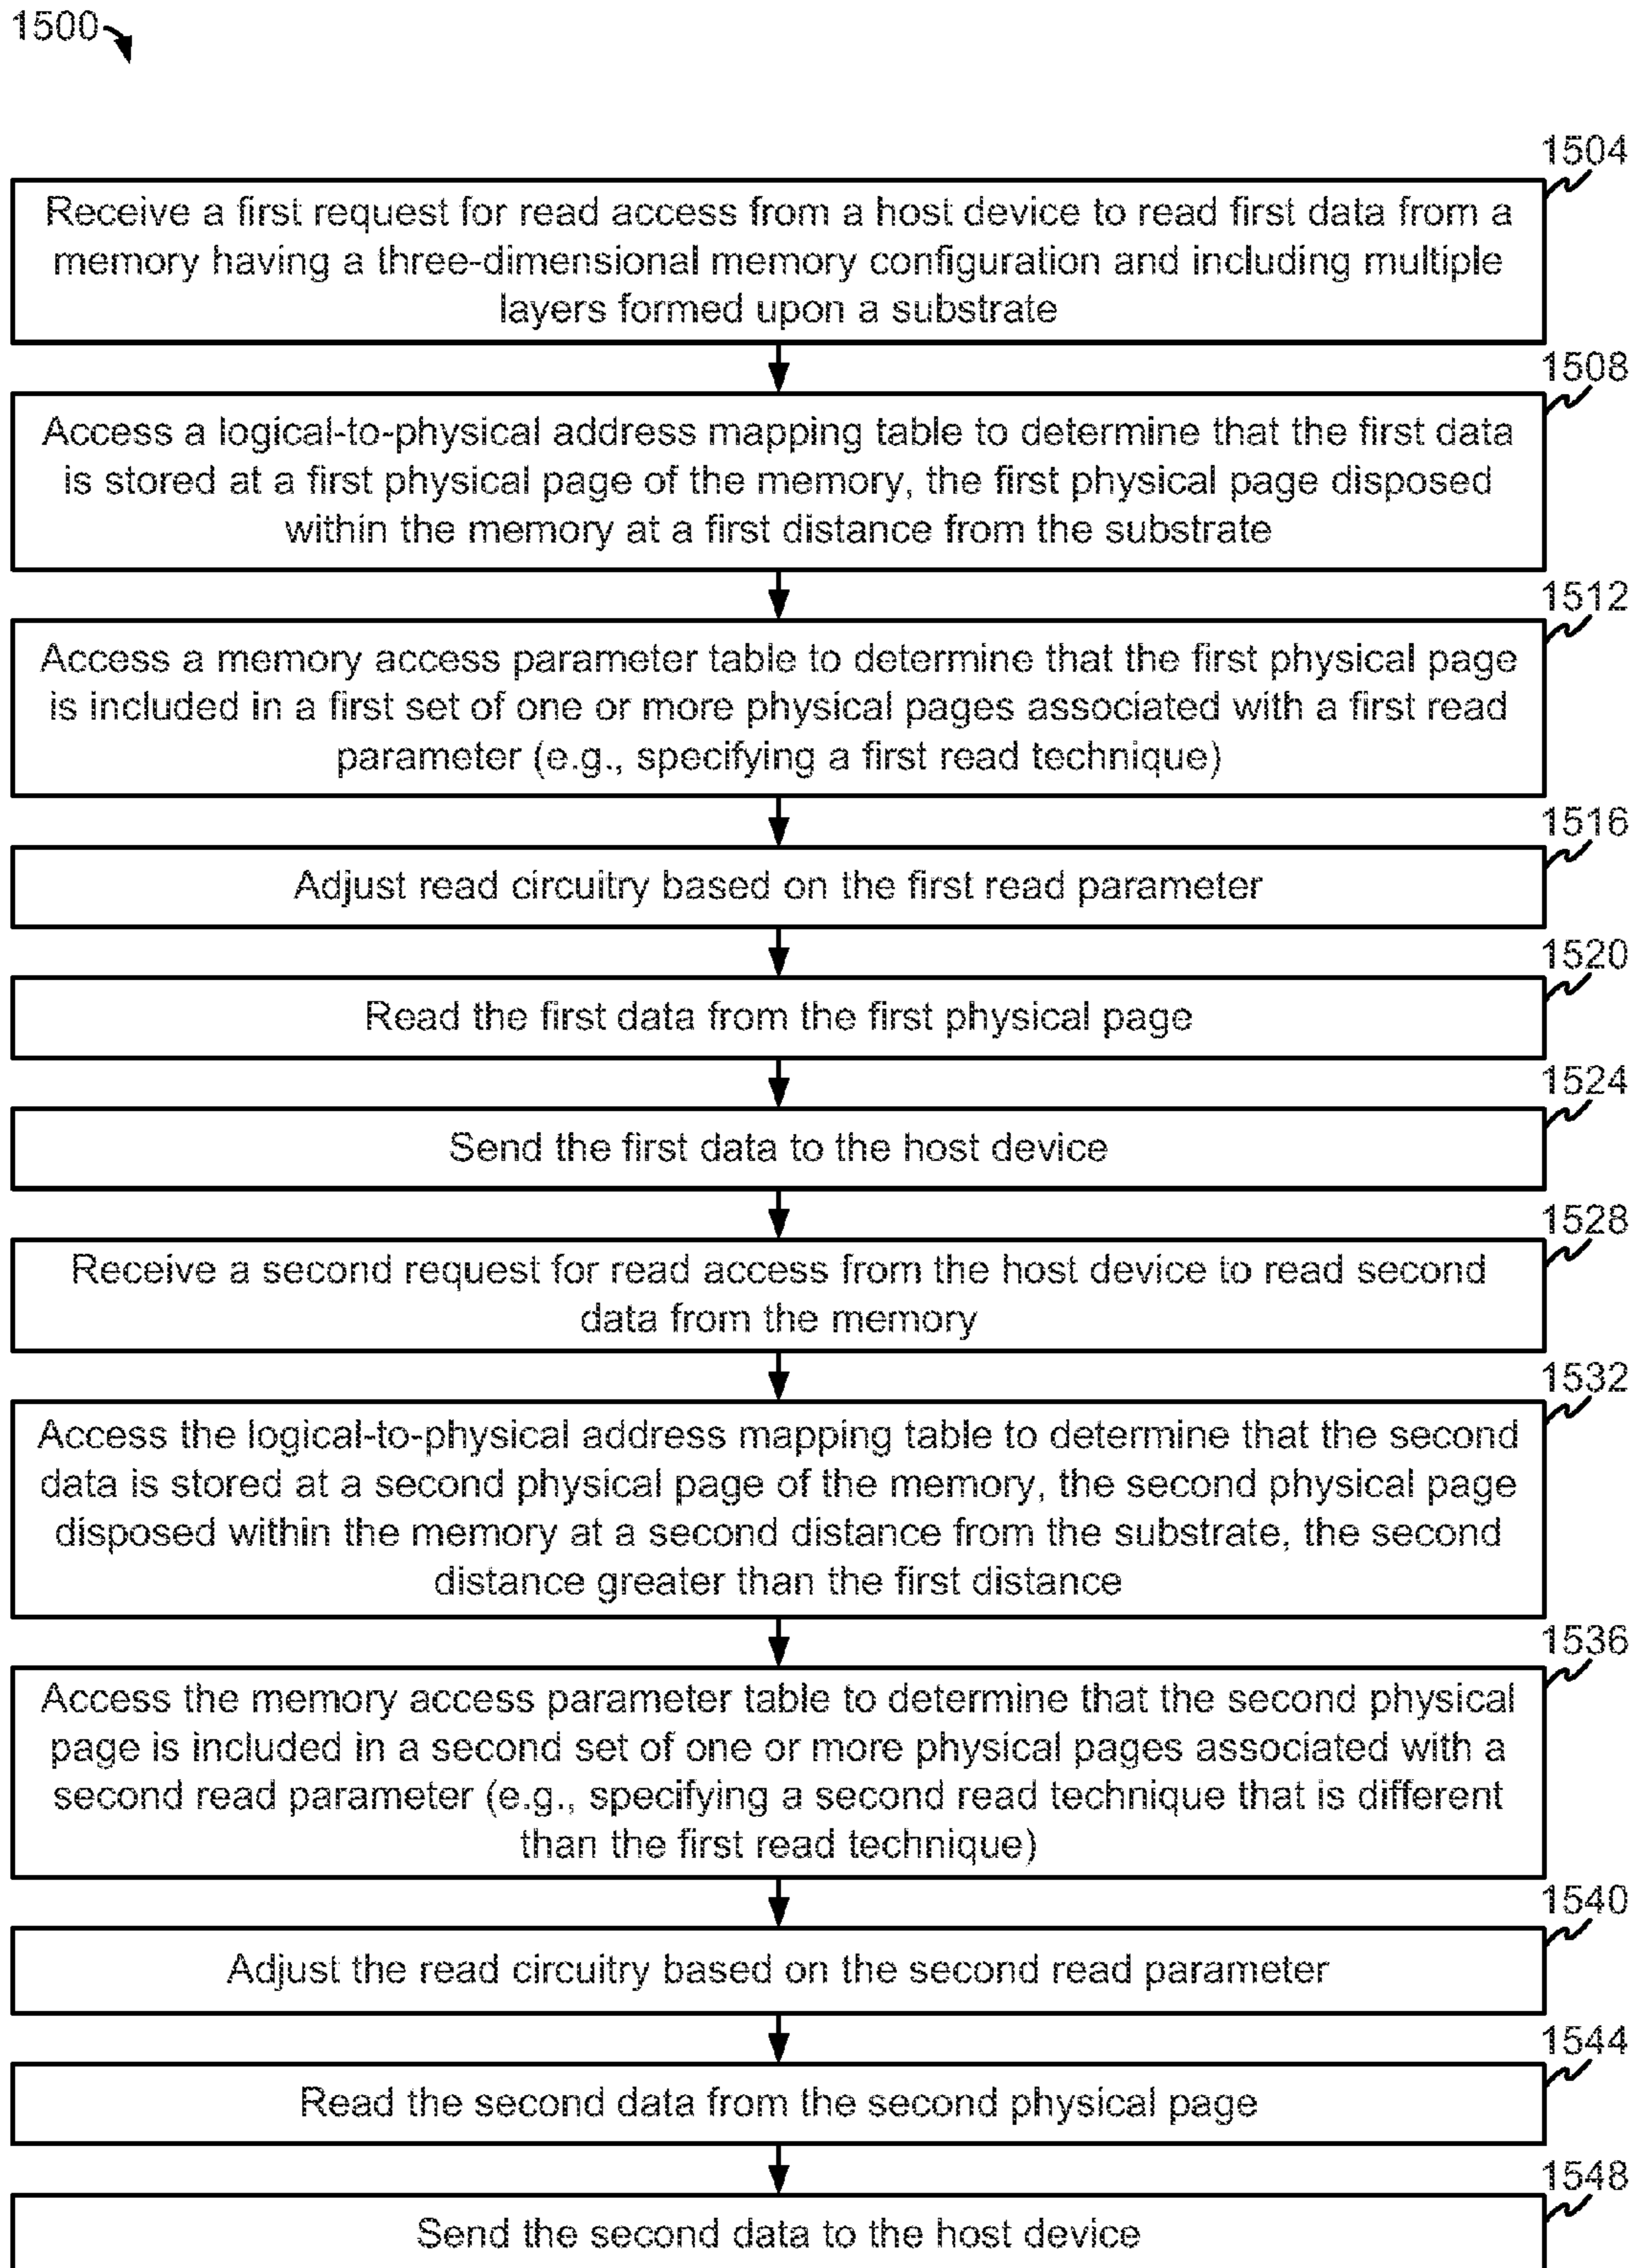 1500
1504
Receive a first request for read access from a host device to read first data from a
memory having a three-dimensional memory configuration and including multiple
layers formed upon a substrate
1508
Access a logical-to-physical address mapping table to determine that the first data
is stored at a first physical page of the memory, the first physical page disposed
within the memory at a first distance from the substrate
1512
Access a memory access parameter table to determine that the first physical page
is included in a first set of one or more physical pages associated with a first read
parameter (e.g., specifying a first read technique)
1516
Adjust read circuitry based on the first read parameter
1520
Read the first data from the first physical page
1524
Send the first data to the host device
1528
Receive a second request for read access from the host device to read second
data from the memory
1532
Access the logical-to-physical address mapping table to determine that the second
data is stored at a second physical page of the memory, the second physical page
disposed within the memory at a second distance from the substrate, the second
distance greater than the first distance
1536
Access the memory access parameter table to determine that the second physical
page is included in a second set of one or more physical pages associated with a
second read parameter (e.g., specifying a second read technique that is different
than the first read technique)
1540
Adjust the read circuitry based on the second read parameter
1544
Read the second data from the second physical page
1548
Send the second data to the host device